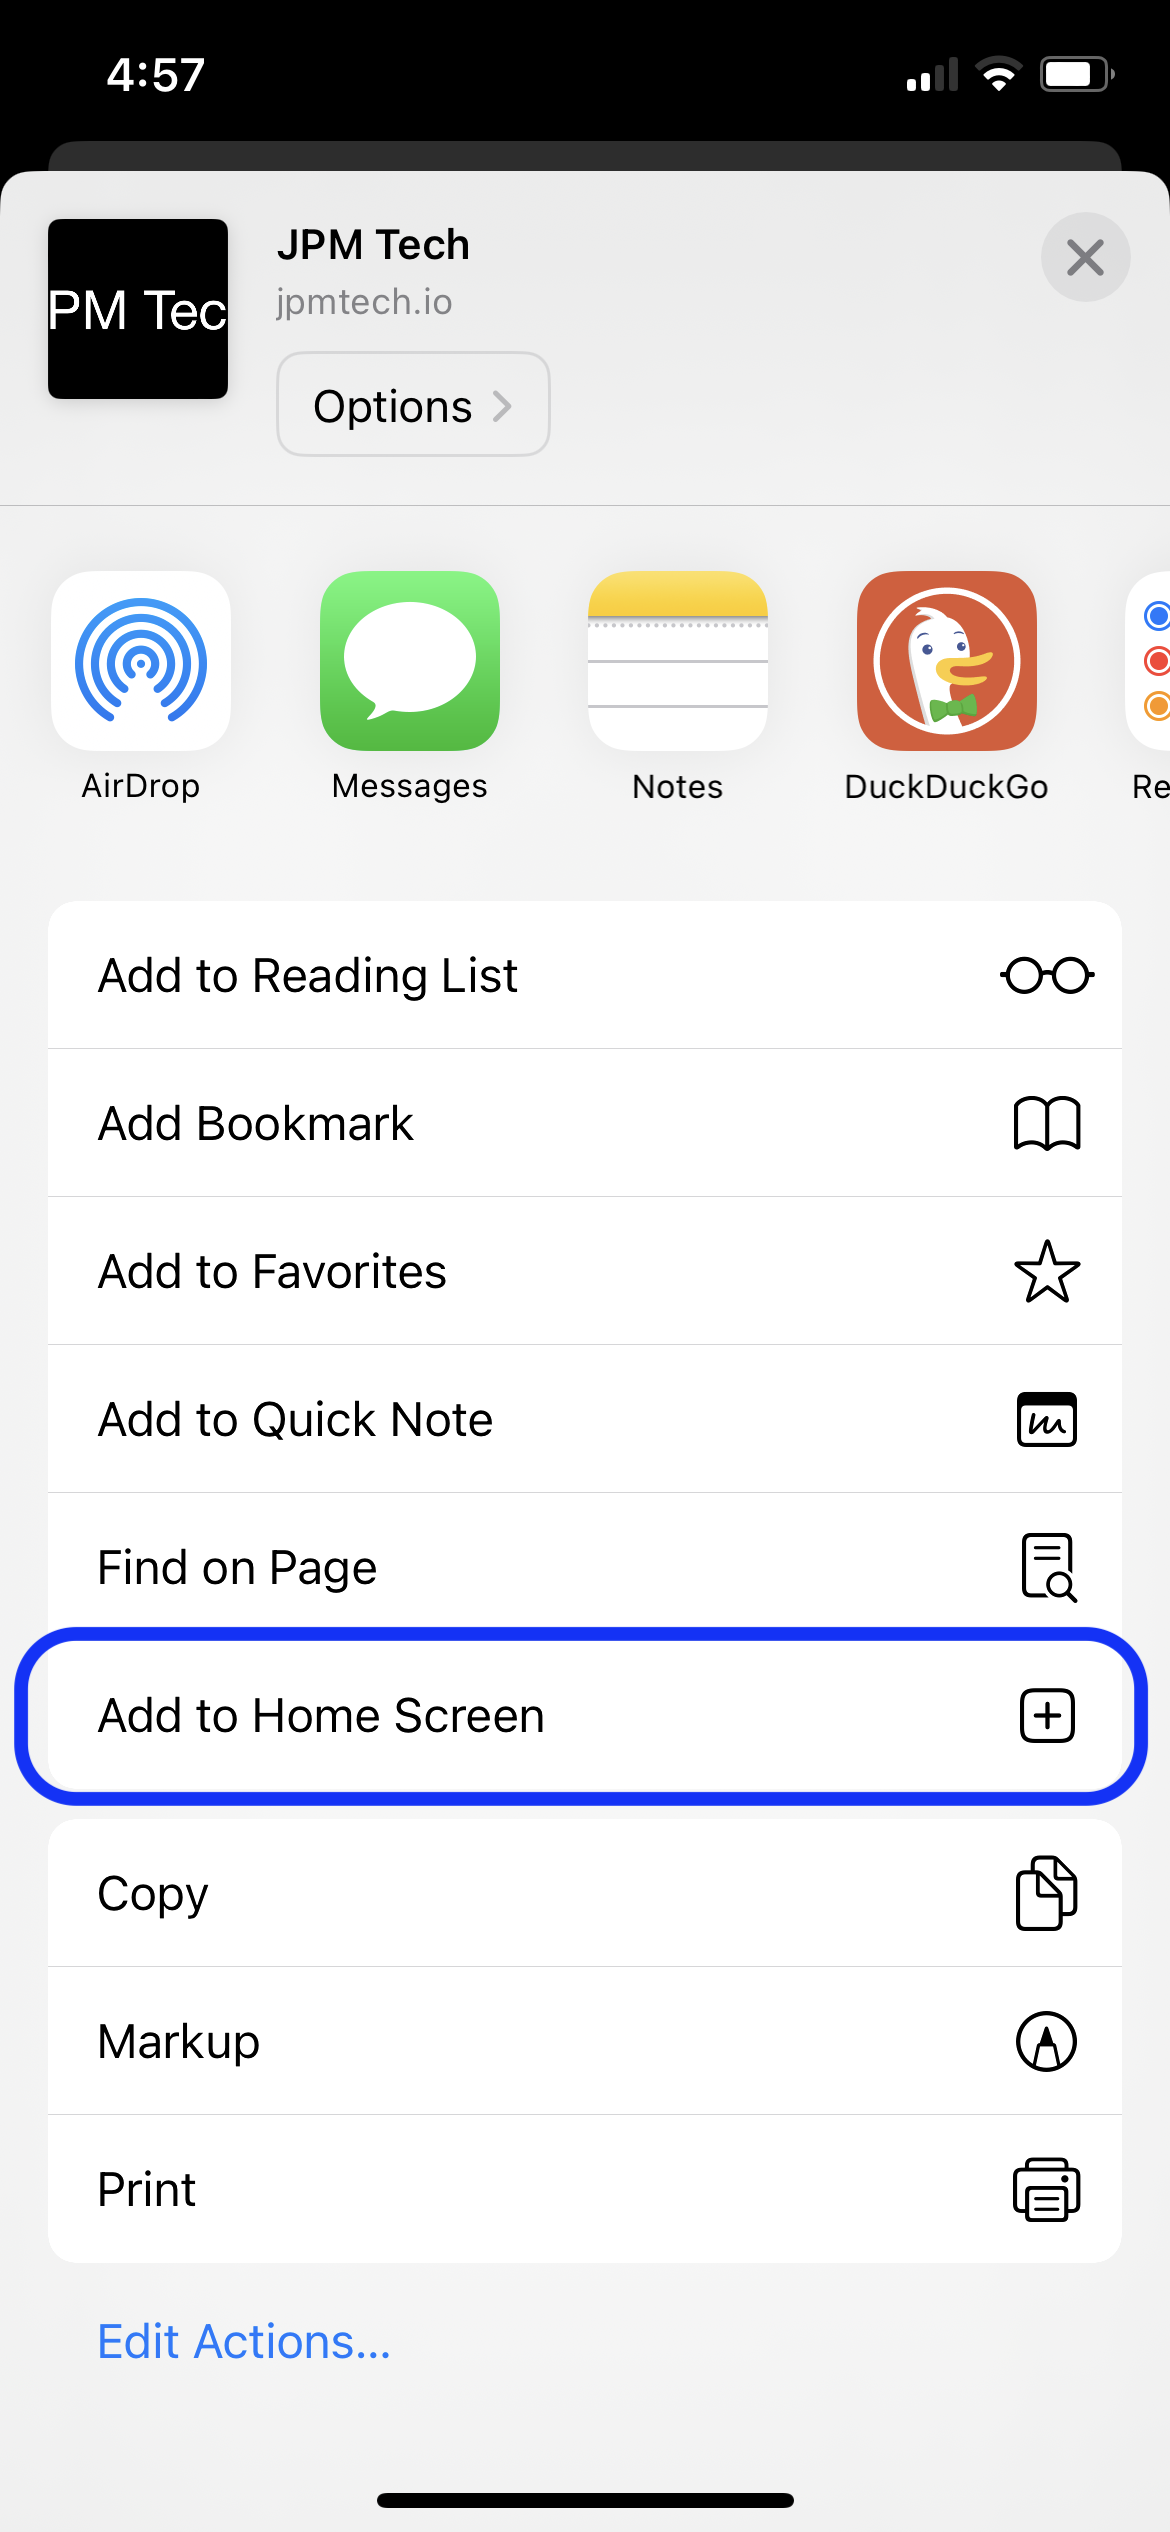 4:57
PM Tec
JPM Tech
jpmtech.io
Options
AirDrop
Messages
Notes
DuckDuckGo
Re
Add to Reading List
Add Bookmark
Add to Favorites
Add to Quick Note
Find on Page
Add to Home Screen
Copy
Markup
Print
Edit Actions...